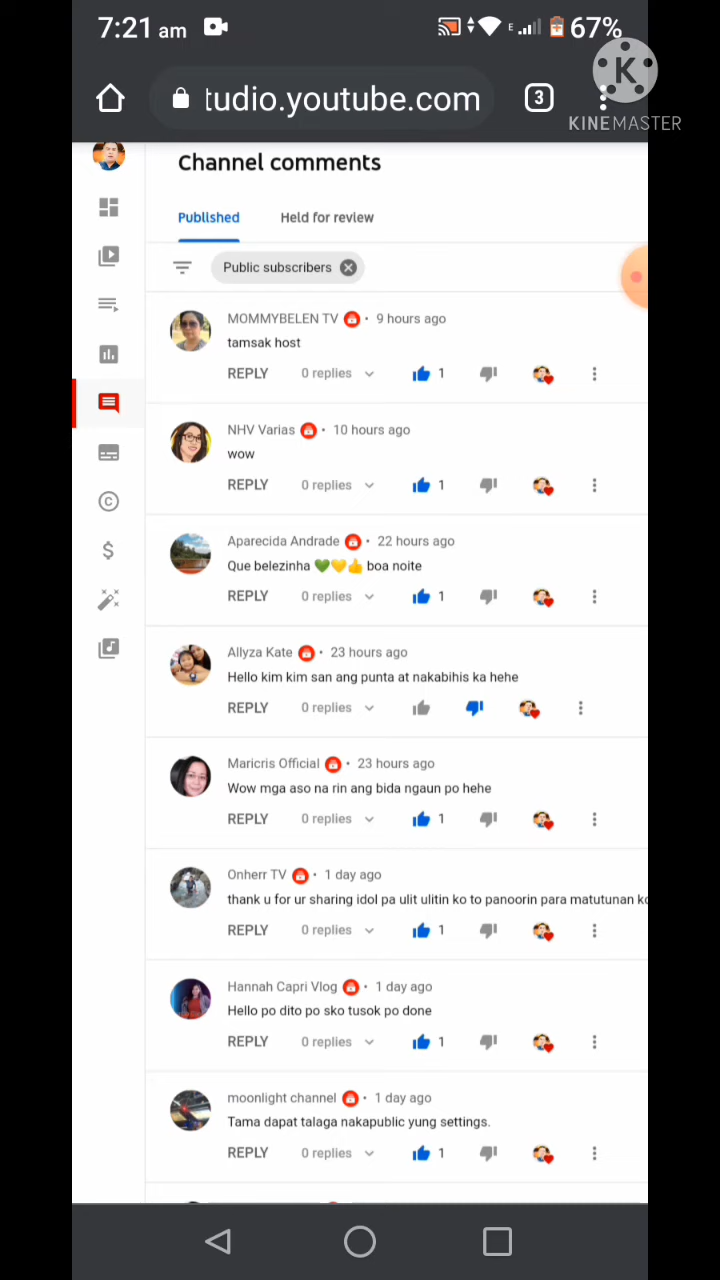 7:21 am
E
67%
tudio.youtube.com
3
K
KINEMASTER
Channel comments
Published
Held for review
Public subscribers
MOMMYBELEN TV • 9 hours ago
tamsak host
REPLY 0 replies 1
NHV Varias • 10 hours ago
wow
REPLY 0 replies 1
Aparecida Andrade • 22 hours ago
Que belezinha 💚💛👍 boa noite
REPLY 0 replies 1
Allyza Kate • 23 hours ago
Hello kim kim san ang punta at nakabihis ka hehe
REPLY 0 replies
Maricris Official • 23 hours ago
Wow mga aso na rin ang bida ngaun po hehe
REPLY 0 replies 1
Onherr TV • 1 day ago
thank u for ur sharing idol pa ulit ulitin ko to panoorin para matutunan ko
REPLY 0 replies 1
Hannah Capri Vlog • 1 day ago
Hello po dito po sko tusok po done
REPLY 0 replies 1
moonlight channel • 1 day ago
Tama dapat talaga nakapublic yung settings.
REPLY 0 replies 1